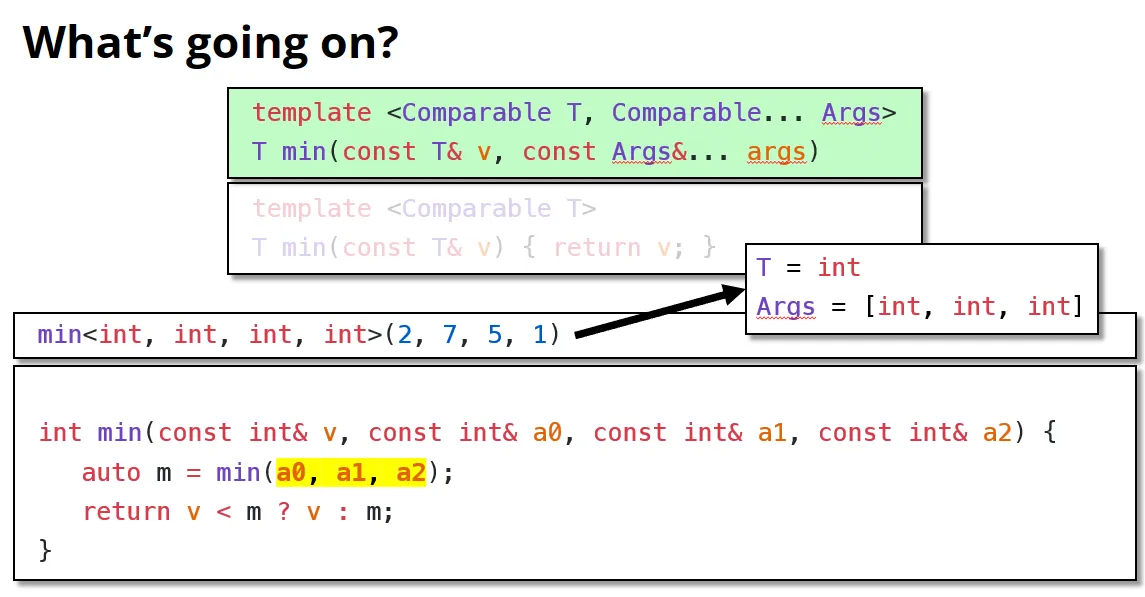 What's going on?
template <Comparable T, Comparable... Args>
T min(const T& v, const Args&... args)
template <Comparable T>
T min(const T& v) { return v; }
T = int
Args = [int, int, int]
min<int, int, int, int>(2, 7, 5, 1)
int min(const int& v, const int& a0, const int& a1, const int& a2) {
auto m = min(a0, a1, a2);
return v < m ? v : m;
}